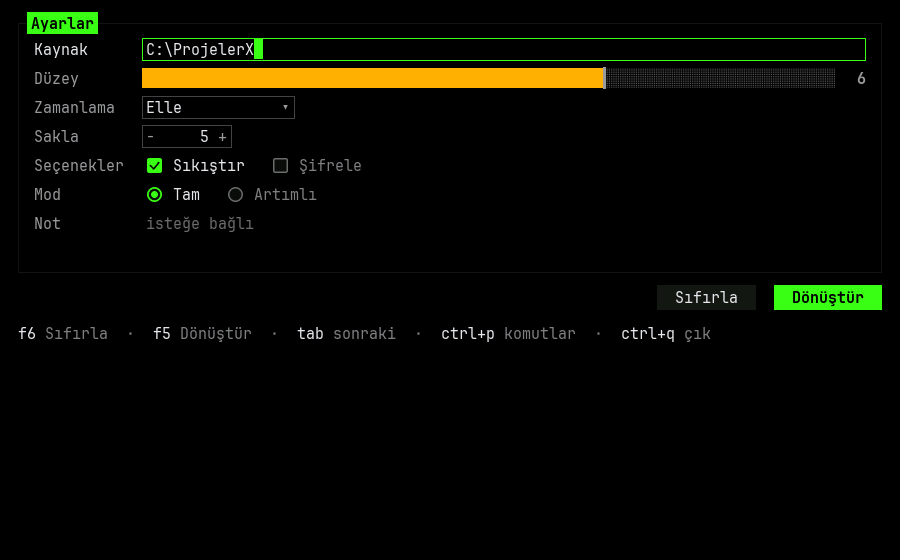 Ayarlar
Kaynak C:\ProjelerX
Düzey 6
Zamanlama Elle ▾
Sakla - 5 +
Seçenekler Sıkıştır Şifrele
Mod Tam Artımlı
Not isteğe bağlı
Sıfırla Dönüştür
f6 Sıfırla · f5 Dönüştür · tab sonraki · ctrl+p komutlar · ctrl+q çık